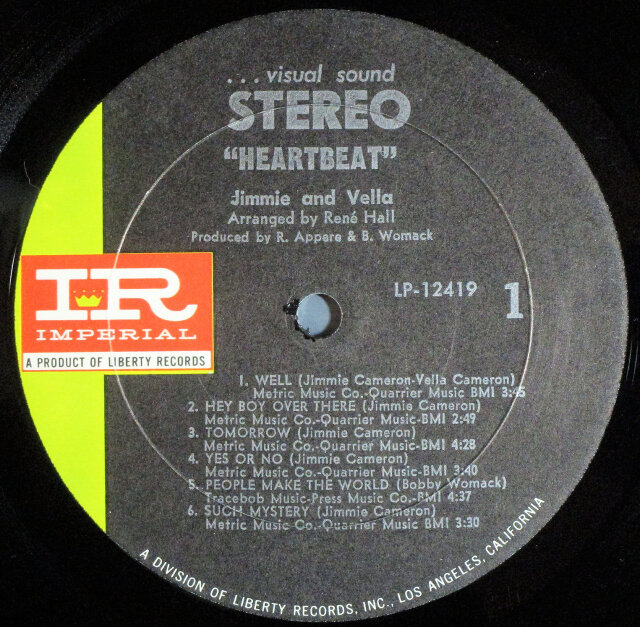 ...visual sound
STEREO
"HEARTBEAT"
Jimmie and Vella
Arranged by René Hall
Produced by R. Appere & B. Womack
IR
IMPERIAL
A PRODUCT OF LIBERTY RECORDS
LP-12419 1
1. WELL (Jimmie Cameron-Vella Cameron)
Metric Music Co.-Quarrier Music BMI 3:45
2. HEY BOY OVER THERE (Jimmie Cameron)
Metric Music Co.-Quarrier Music-BMI 2:49
3. TOMORROW (Jimmie Cameron)
Metric Music Co.-Quarrier Music-BMI 4:28
4. YES OR NO (Jimmie Cameron)
Metric Music Co.-Quarrier Music-BMI 3:40
5. PEOPLE MAKE THE WORLD (Bobby Womack)
Tracebob Music-Press Music Co.-BMI 4:37
6. SUCH MYSTERY (Jimmie Cameron)
Metric Music Co.-Quarrier Music BMI 3:30
A DIVISION OF LIBERTY RECORDS, INC., LOS ANGELES, CALIFORNIA